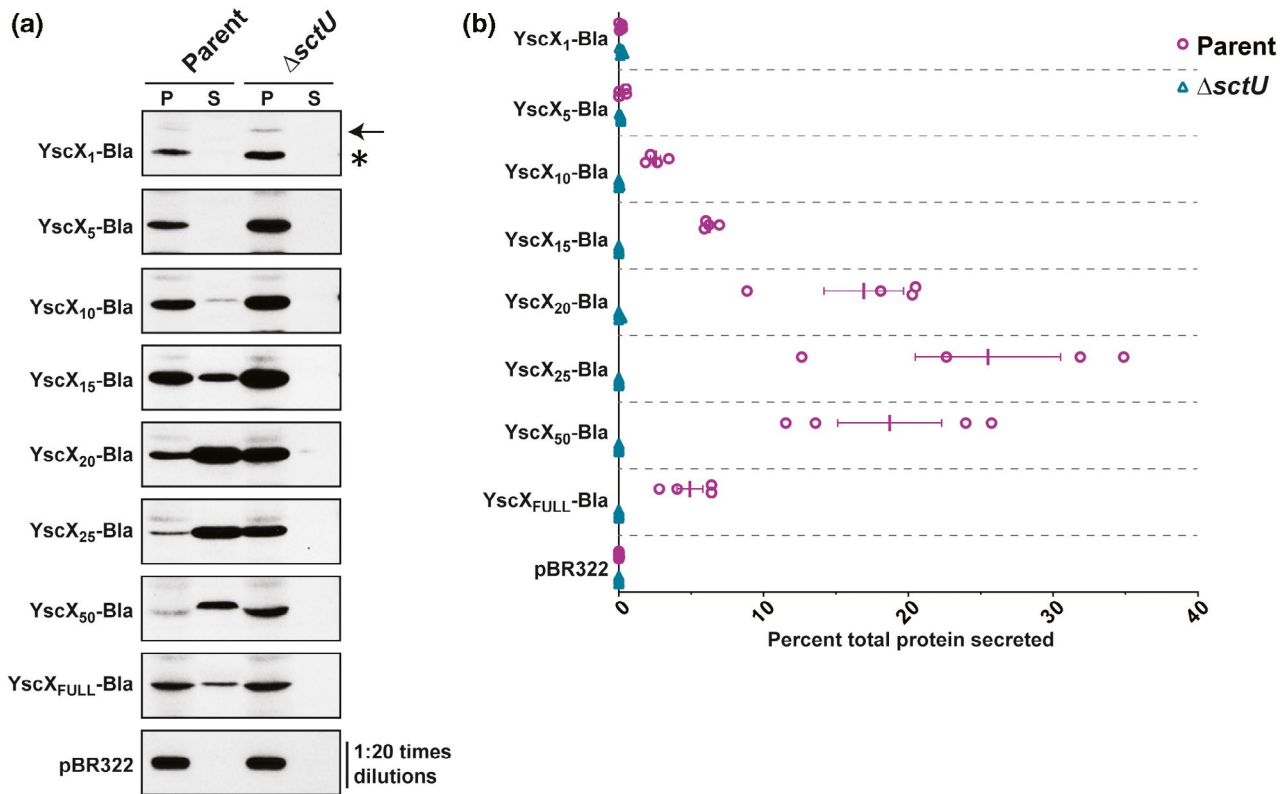 (a)
Parent
ΔsctU
P S P S
YscX1-Bla
*
YscX5-Bla
YscX10-Bla
YscX15-Bla
YscX20-Bla
YscX25-Bla
YscX50-Bla
YscXFULL-Bla
pBR322
1:20 times
dilutions
(b)
Parent
ΔsctU
YscX1-Bla
YscX5-Bla
YscX10-Bla
YscX15-Bla
YscX20-Bla
YscX25-Bla
YscX50-Bla
YscXFULL-Bla
pBR322
0 10 20 30 40
Percent total protein secreted